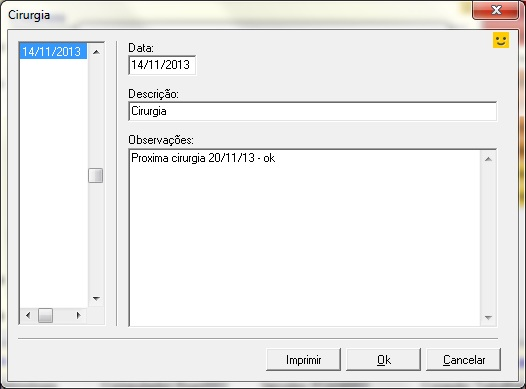 Cirurgia
14/11/2013
Data:
14/11/2013
Descrição:
Cirurgia
Observações:
Proxima cirurgia 20/11/13 - ok
Imprimir
Ok
Cancelar